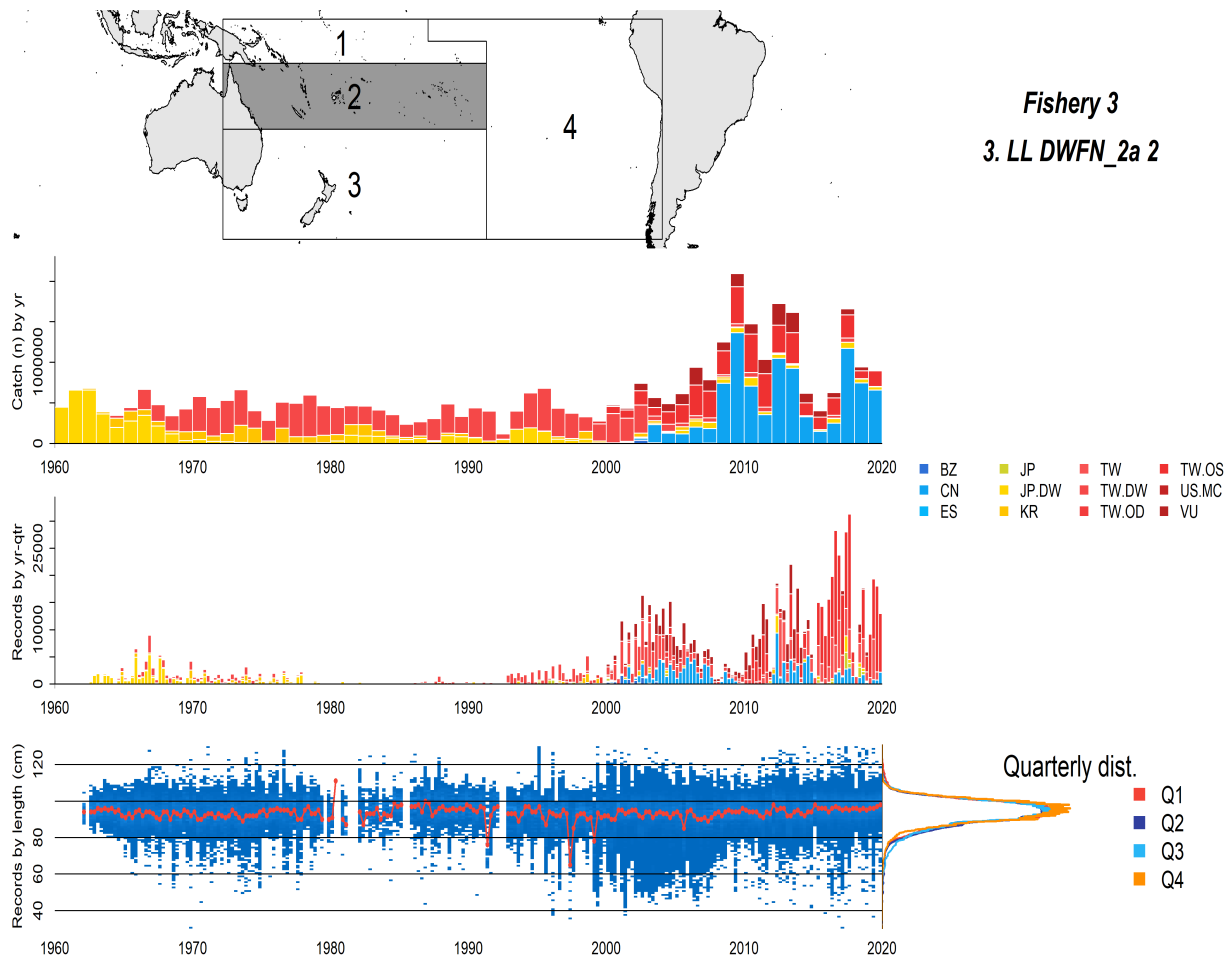 1
2
3
4
Fishery 3
3. LL DWFN_2a 2
Catch (n) by yr
0
1000000
1960 1970 1980 1990 2000 2010 2020
BZ JP TW TW.OS
CN JP.DW TW.DW US.MC
ES KR TW.OD VU
Records by yr-qtr
0
10000
25000
1960 1970 1980 1990 2000 2010 2020
Records by length (cm)
40
60
80
100
120
1960 1970 1980 1990 2000 2010 2020
Quarterly dist.
Q1
Q2
Q3
Q4